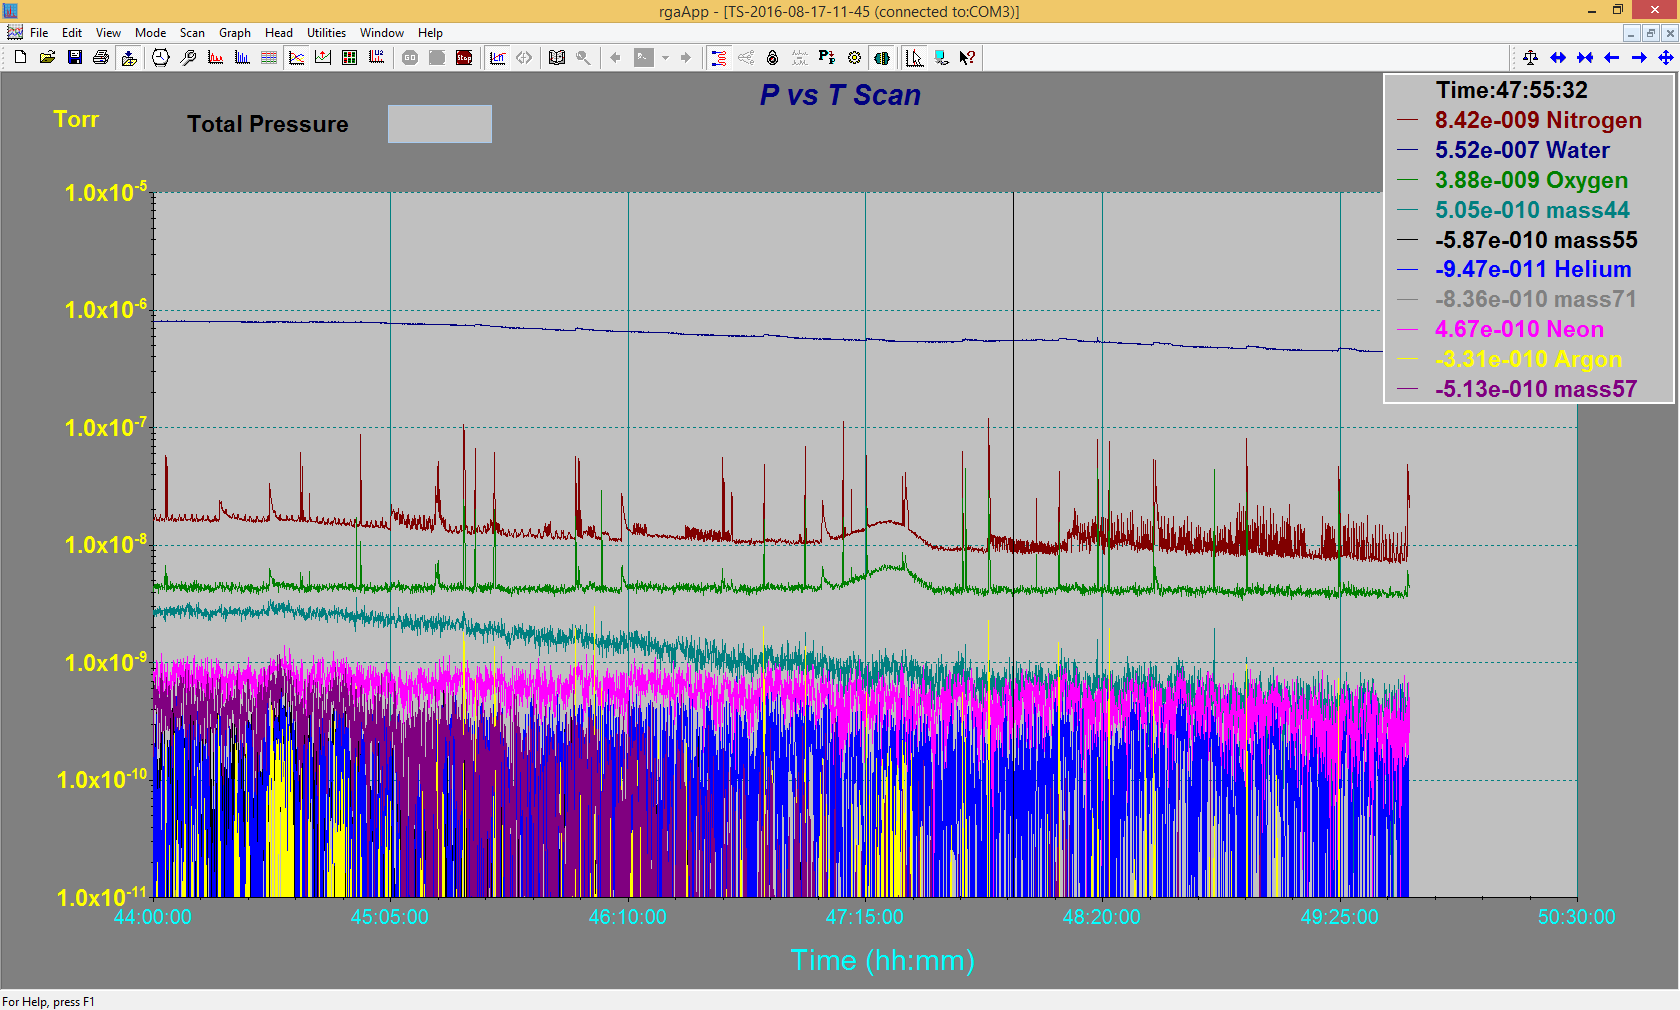 rgaApp - [TS-2016-08-17-11-45 (connected to:COM3)]
File Edit View Mode Scan Graph Head Utilities Window Help
GO Stop
P vs T Scan
Torr
Total Pressure
Time:47:55:32
8.42e-009 Nitrogen
5.52e-007 Water
3.88e-009 Oxygen
5.05e-010 mass44
-5.87e-010 mass55
-9.47e-011 Helium
-8.36e-010 mass71
4.67e-010 Neon
-3.31e-010 Argon
-5.13e-010 mass57
1.0x10-5
1.0x10-6
1.0x10-7
1.0x10-8
1.0x10-9
1.0x10-10
1.0x10-11
44:00:00 45:05:00 46:10:00 47:15:00 48:20:00 49:25:00 50:30:00
Time (hh:mm)
For Help, press F1